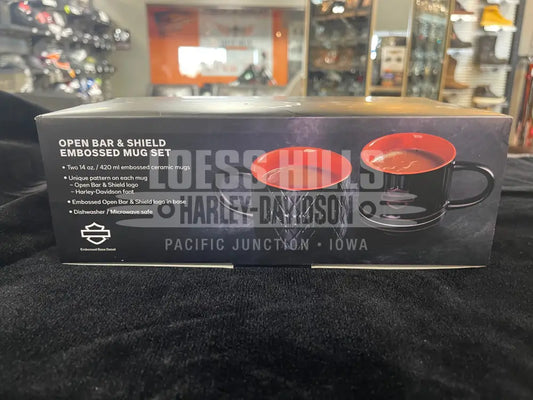 OPEN BAR & SHIELD
EMBOSSED MUG SET
• Two 14 oz. / 420 ml embossed ceramic mugs
• Unique pattern on each mug
– Open Bar & Shield logo
– Harley-Davidson font
• Embossed Open Bar & Shield logo in base
• Dishwasher / Microwave safe
Embossed Base Detail
LOESS HILLS
HARLEY-DAVIDSON
PACIFIC JUNCTION • IOWA